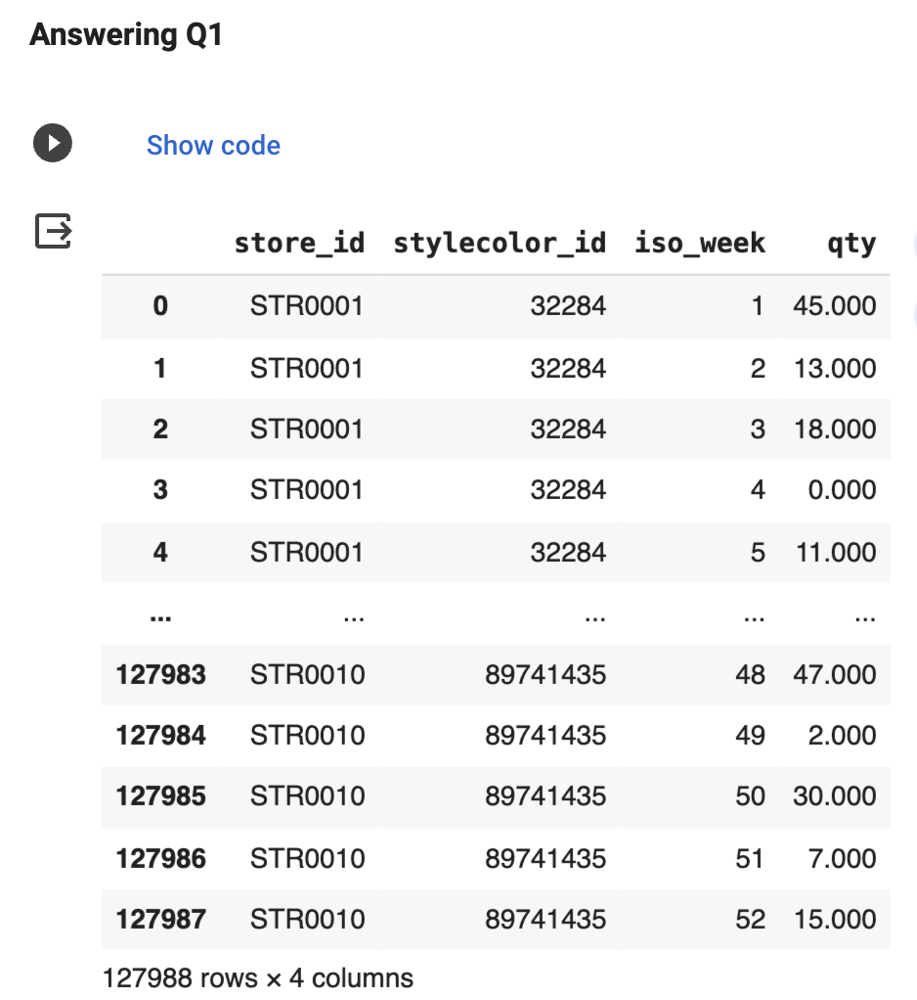 Answering Q1
Show code
store_id stylecolor_id iso_week qty
0 STR0001 32284 1 45.000
1 STR0001 32284 2 13.000
2 STR0001 32284 3 18.000
3 STR0001 32284 4 0.000
4 STR0001 32284 5 11.000
... ... ... ... ...
127983 STR0010 89741435 48 47.000
127984 STR0010 89741435 49 2.000
127985 STR0010 89741435 50 30.000
127986 STR0010 89741435 51 7.000
127987 STR0010 89741435 52 15.000
127988 rows × 4 columns